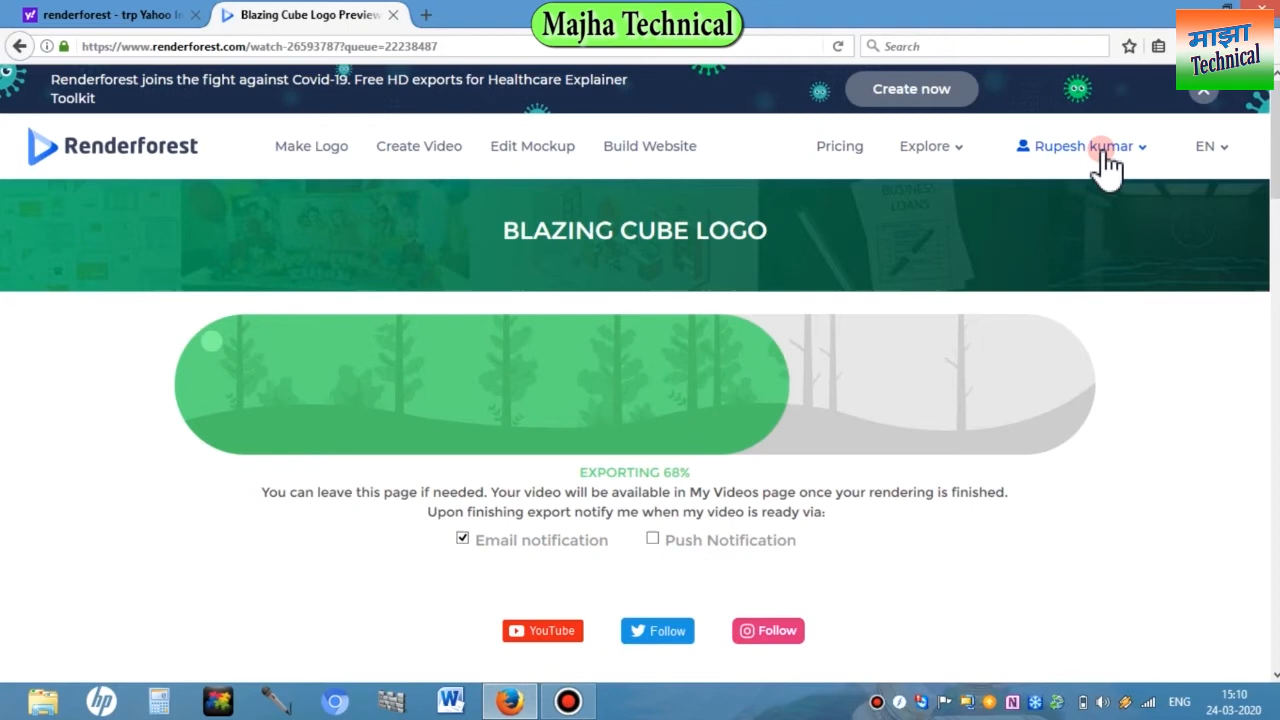 renderforest - trp Yahoo In
Blazing Cube Logo Preview
Majha Technical
माझा
Technical
https://www.renderforest.com/watch-26593787?queue=22238487
Search
Renderforest joins the fight against Covid-19. Free HD exports for Healthcare Explainer
Toolkit
Create now
Renderforest
Make Logo
Create Video
Edit Mockup
Build Website
Pricing
Explore
Rupesh kumar
EN
BUSINESS
LOANS
BLAZING CUBE LOGO
EXPORTING 68%
You can leave this page if needed. Your video will be available in My Videos page once your rendering is finished.
Upon finishing export notify me when my video is ready via:
Email notification
Push Notification
YouTube
Follow
Follow
ENG
15:10
24-03-2020